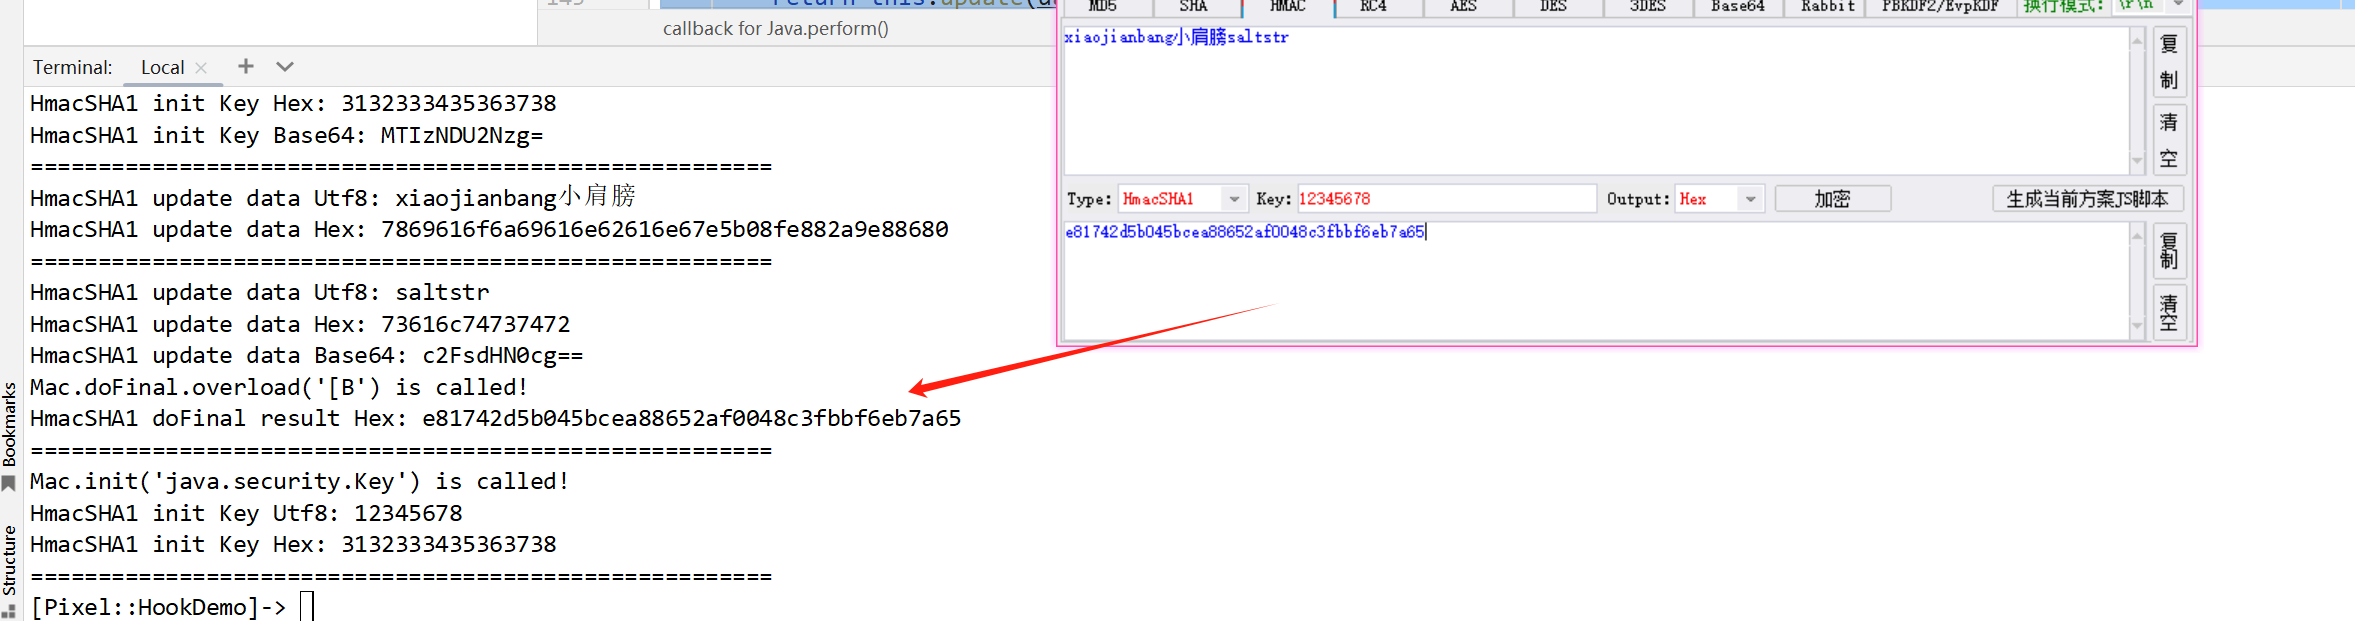 callback for Java.perform()
Terminal: Local
HmacSHA1 init Key Hex: 3132333435363738
HmacSHA1 init Key Base64: MTIzNDU2Nzg=
=======================================================
HmacSHA1 update data Utf8: xiaojianbang小肩膀
HmacSHA1 update data Hex: 7869616f6a69616e62616e67e5b08fe882a9e88680
=======================================================
HmacSHA1 update data Utf8: saltstr
HmacSHA1 update data Hex: 73616c74737472
HmacSHA1 update data Base64: c2FsdHN0cg==
Mac.doFinal.overload('[B') is called!
HmacSHA1 doFinal result Hex: e81742d5b045bcea88652af0048c3fbbf6eb7a65
=======================================================
Mac.init('java.security.Key') is called!
HmacSHA1 init Key Utf8: 12345678
HmacSHA1 init Key Hex: 3132333435363738
=======================================================
[Pixel::HookDemo]->
Bookmarks
Structure
MD5 SHA HMAC RC4 AES DES 3DES Base64 Rabbit PBKDF2/EvpKDF 换行模式: \r\n
xiaojianbang小肩膀saltstr
复制
清空
Type: HmacSHA1 Key: 12345678 Output: Hex 加密 生成当前方案JS脚本
e81742d5b045bcea88652af0048c3fbbf6eb7a65
复制
清空